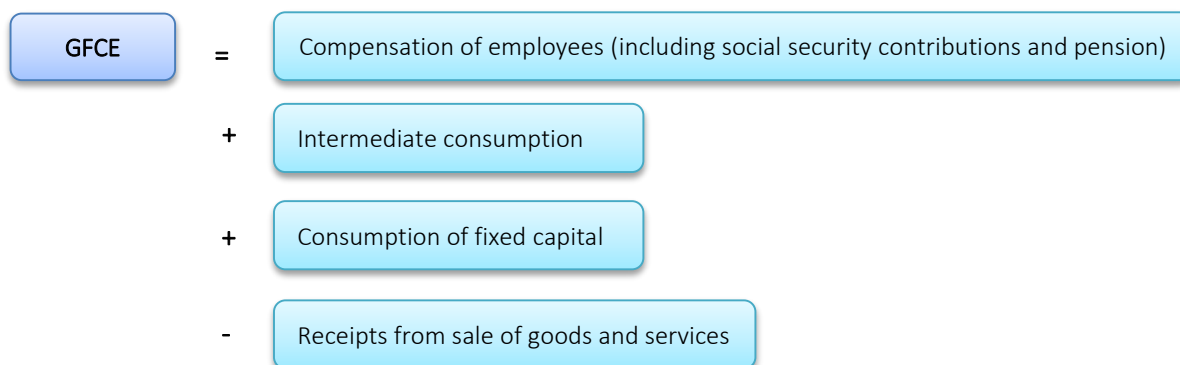 GFCE = Compensation of employees (including social security contributions and pension)
+ Intermediate consumption
+ Consumption of fixed capital
- Receipts from sale of goods and services